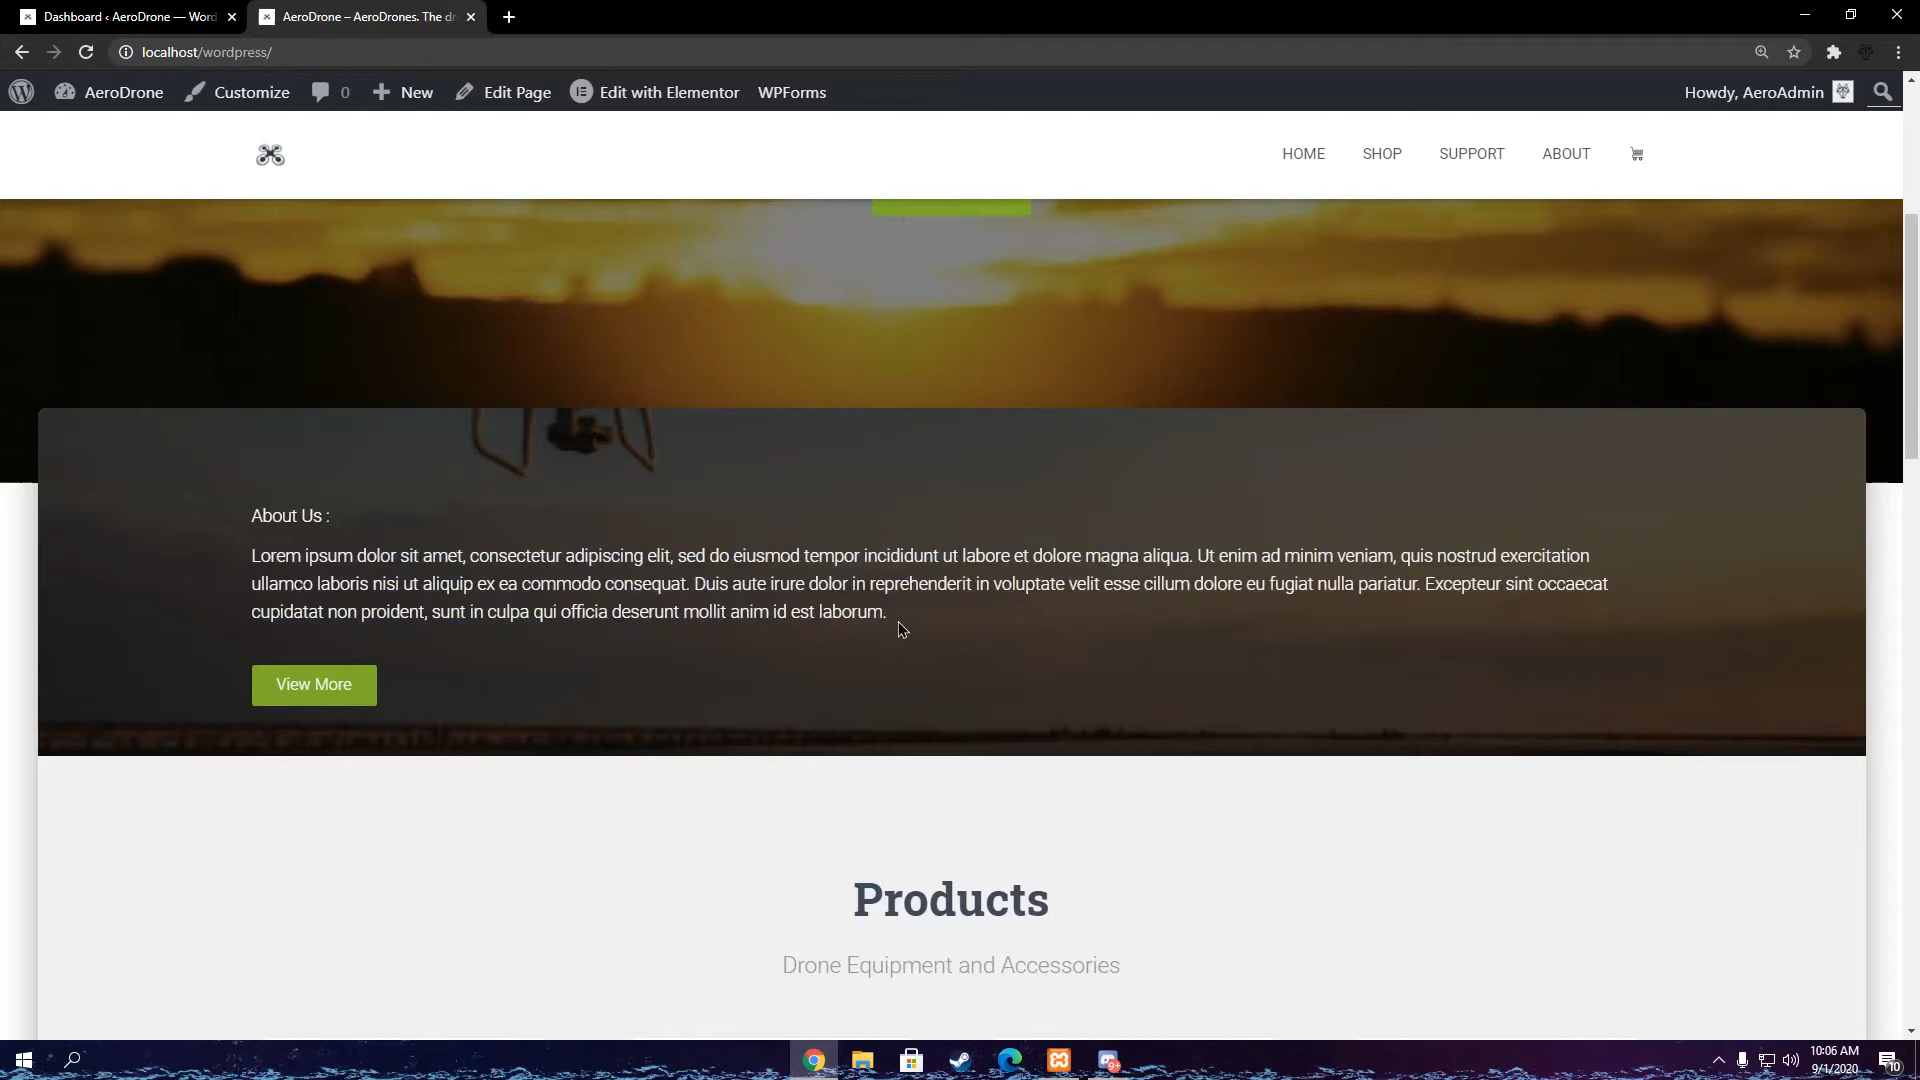 Dashboard ‹ AeroDrone — Word
AeroDrone – AeroDrones. The dr
localhost/wordpress/
AeroDrone
Customize
0
New
Edit Page
Edit with Elementor
WPForms
Howdy, AeroAdmin
HOME
SHOP
SUPPORT
ABOUT
About Us :
Lorem ipsum dolor sit amet, consectetur adipiscing elit, sed do eiusmod tempor incididunt ut labore et dolore magna aliqua. Ut enim ad minim veniam, quis nostrud exercitation
ullamco laboris nisi ut aliquip ex ea commodo consequat. Duis aute irure dolor in reprehenderit in voluptate velit esse cillum dolore eu fugiat nulla pariatur. Excepteur sint occaecat
cupidatat non proident, sunt in culpa qui officia deserunt mollit anim id est laborum.
View More
Products
Drone Equipment and Accessories
9+
10:06 AM
9/1/2020
10